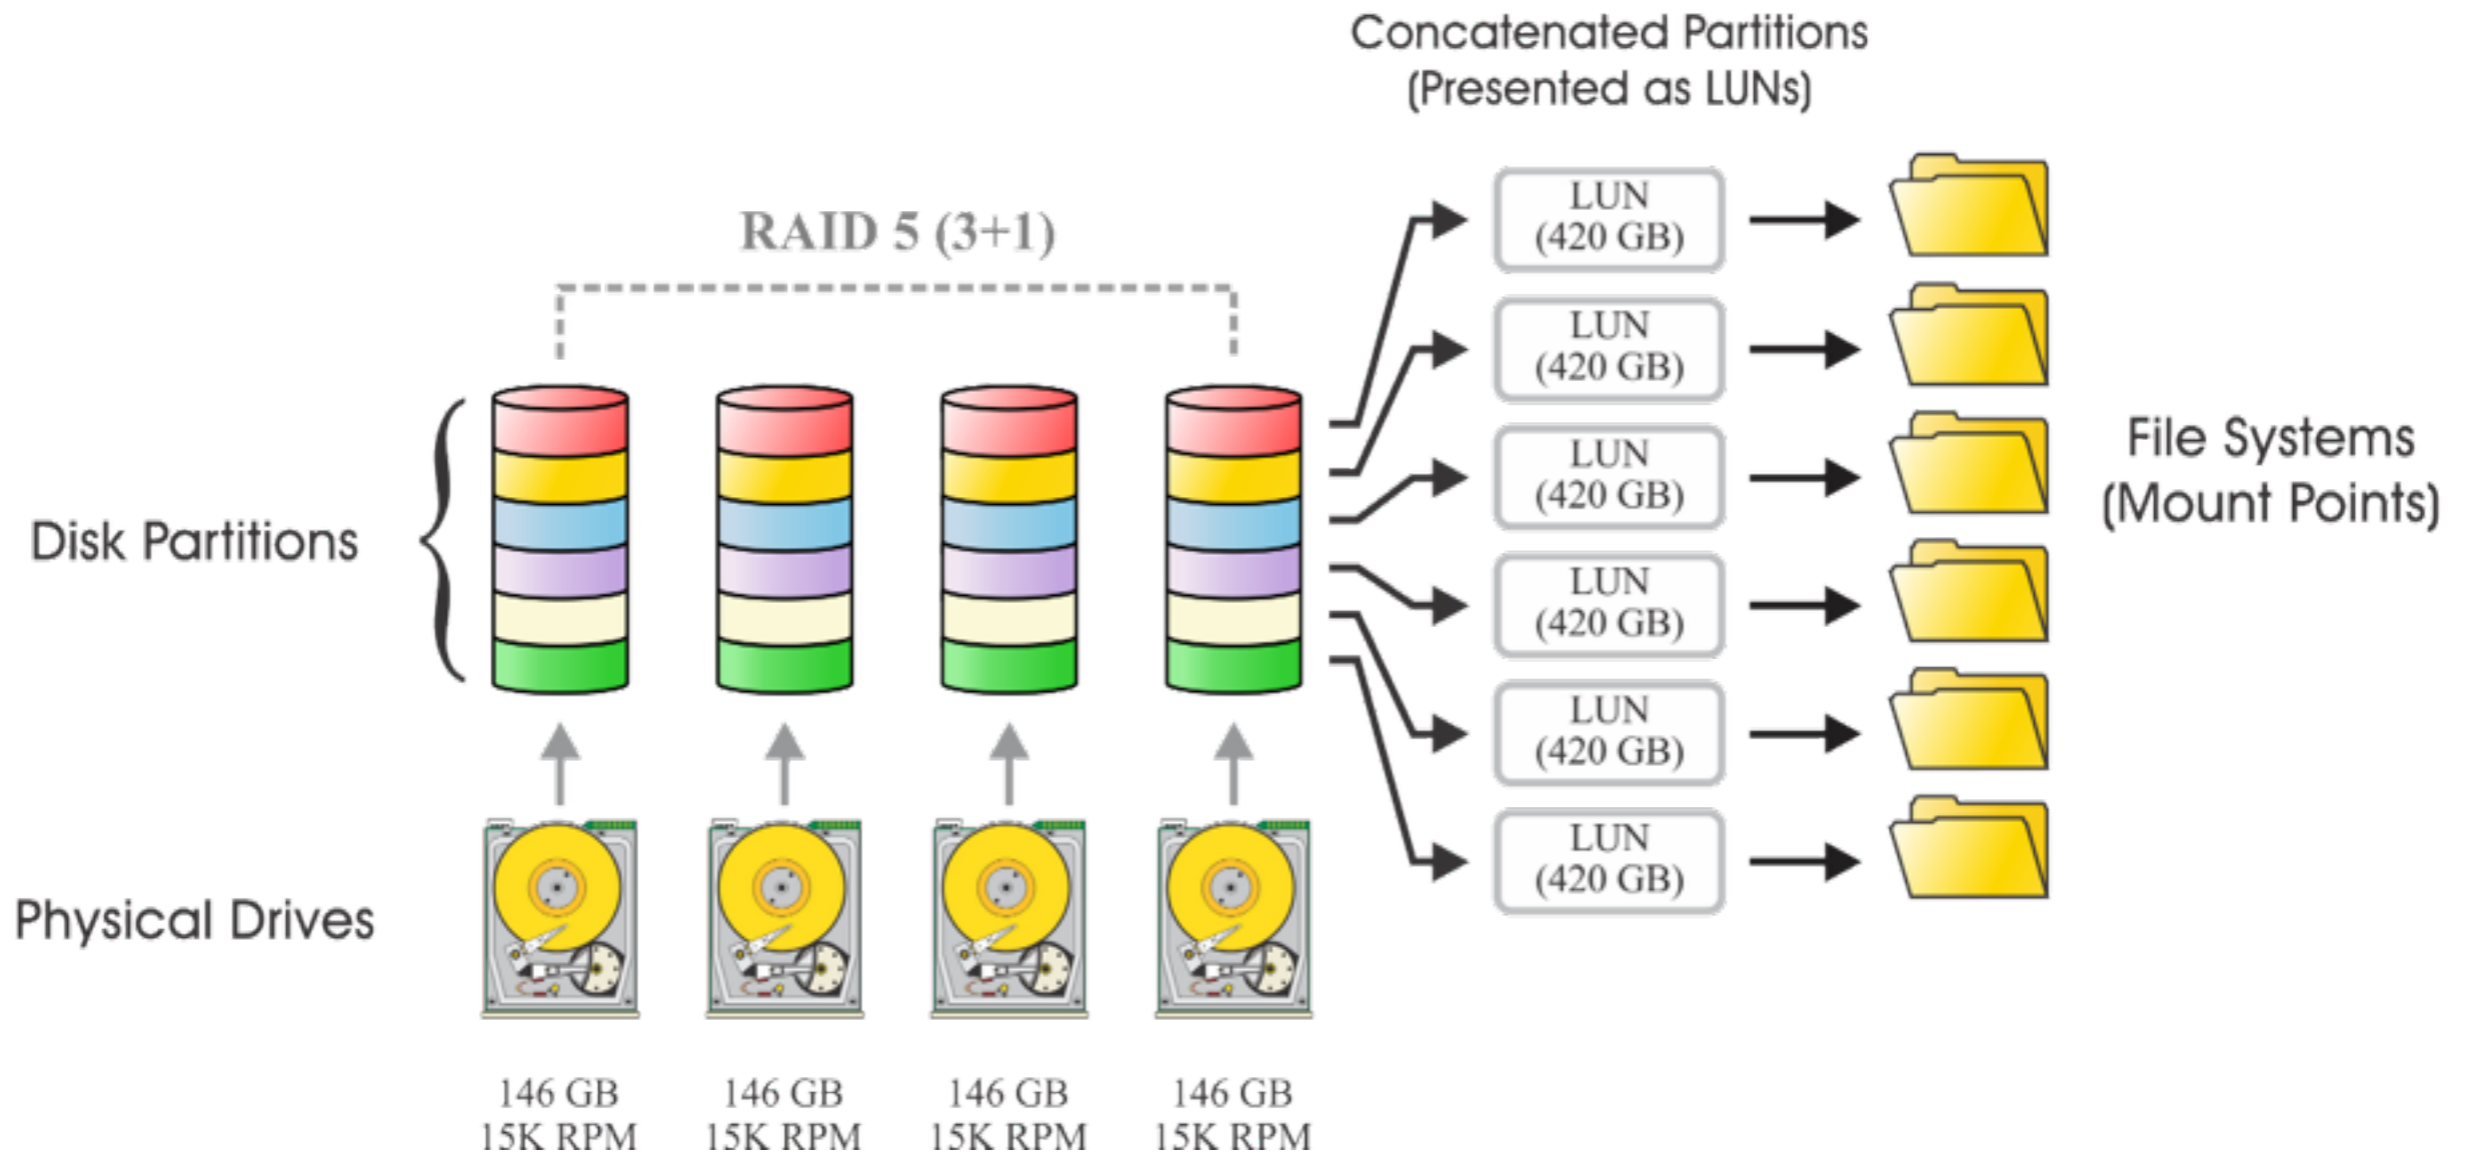 Concatenated Partitions
(Presented as LUNs)
RAID 5 (3+1)
LUN
(420 GB)
LUN
(420 GB)
LUN
(420 GB)
LUN
(420 GB)
LUN
(420 GB)
LUN
(420 GB)
File Systems
(Mount Points)
Disk Partitions
Physical Drives
146 GB
15K RPM
146 GB
15K RPM
146 GB
15K RPM
146 GB
15K RPM